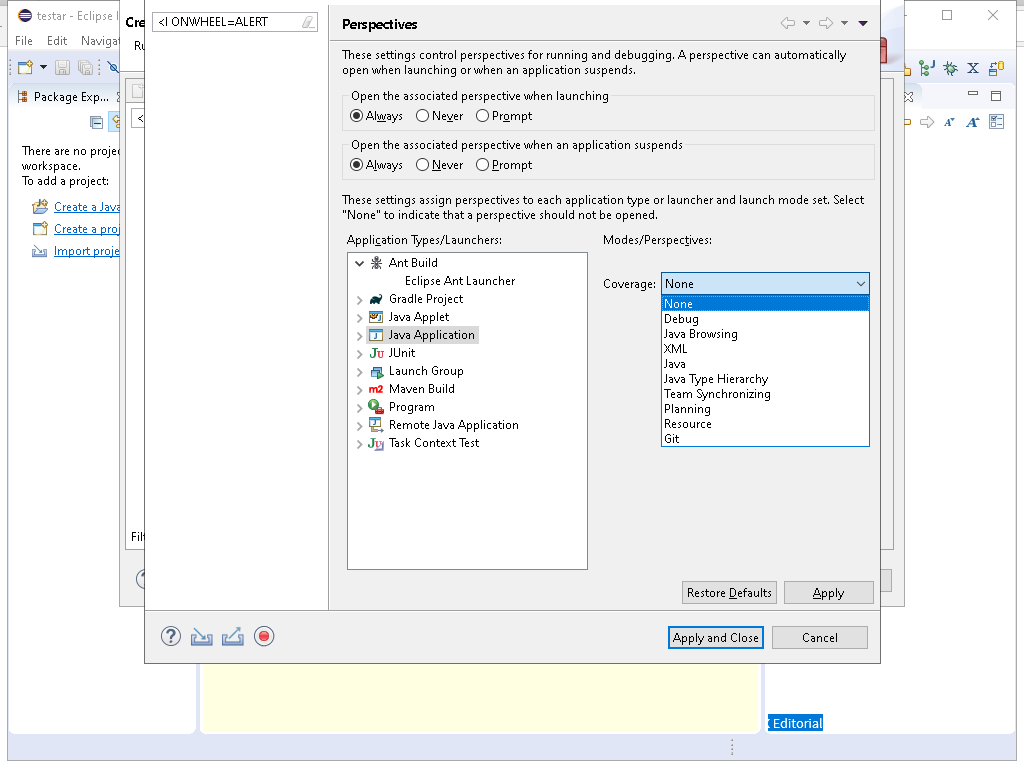 testar - Eclipse I
File Edit Naviga
Package Exp...
There are no proje
workspace.
To add a project:
Create a Java
Create a proj
Import proje
Cre
Ru
<
Filt
<I ONWHEEL=ALERT
Perspectives
These settings control perspectives for running and debugging. A perspective can automatically
open when launching or when an application suspends.
Open the associated perspective when launching
Always Never Prompt
Open the associated perspective when an application suspends
Always Never Prompt
These settings assign perspectives to each application type or launcher and launch mode set. Select
"None" to indicate that a perspective should not be opened.
Application Types/Launchers:
Ant Build
Eclipse Ant Launcher
Gradle Project
Java Applet
Java Application
JUnit
Launch Group
Maven Build
Program
Remote Java Application
Task Context Test
Modes/Perspectives:
Coverage: None
None
Debug
Java Browsing
XML
Java
Java Type Hierarchy
Team Synchronizing
Planning
Resource
Git
Restore Defaults Apply
Apply and Close Cancel
Editorial